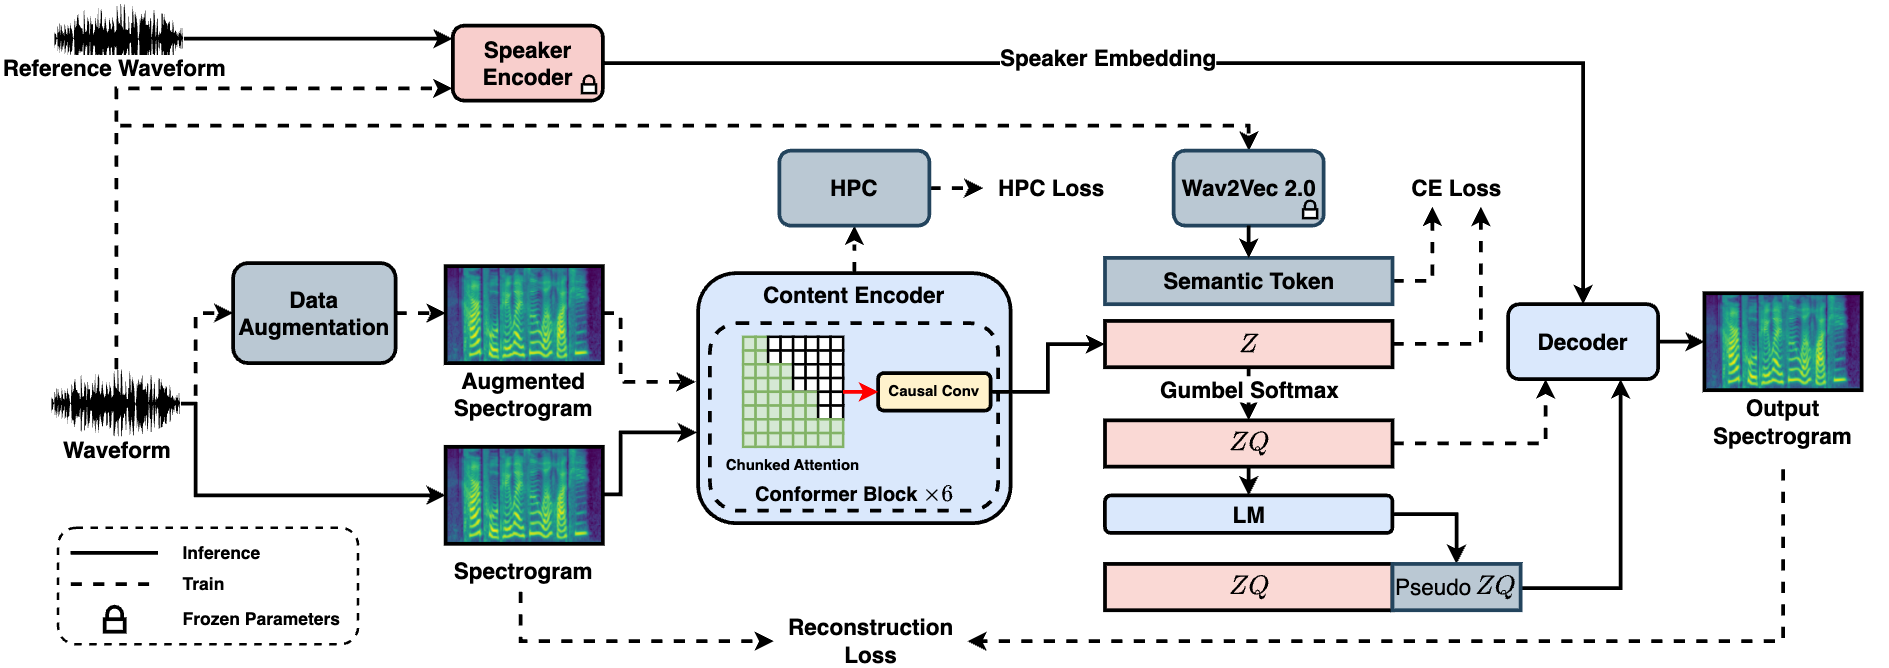 Reference Waveform
Speaker
Encoder
Speaker Embedding
HPC
HPC Loss
Wav2Vec 2.0
CE Loss
Data
Augmentation
Augmented
Spectrogram
Content Encoder
Chunked Attention
Causal Conv
Conformer Block ×6
Semantic Token
Z
Gumbel Softmax
ZQ
LM
ZQ
Pseudo ZQ
Decoder
Output
Spectrogram
Waveform
Spectrogram
Inference
Train
Frozen Parameters
Reconstruction
Loss